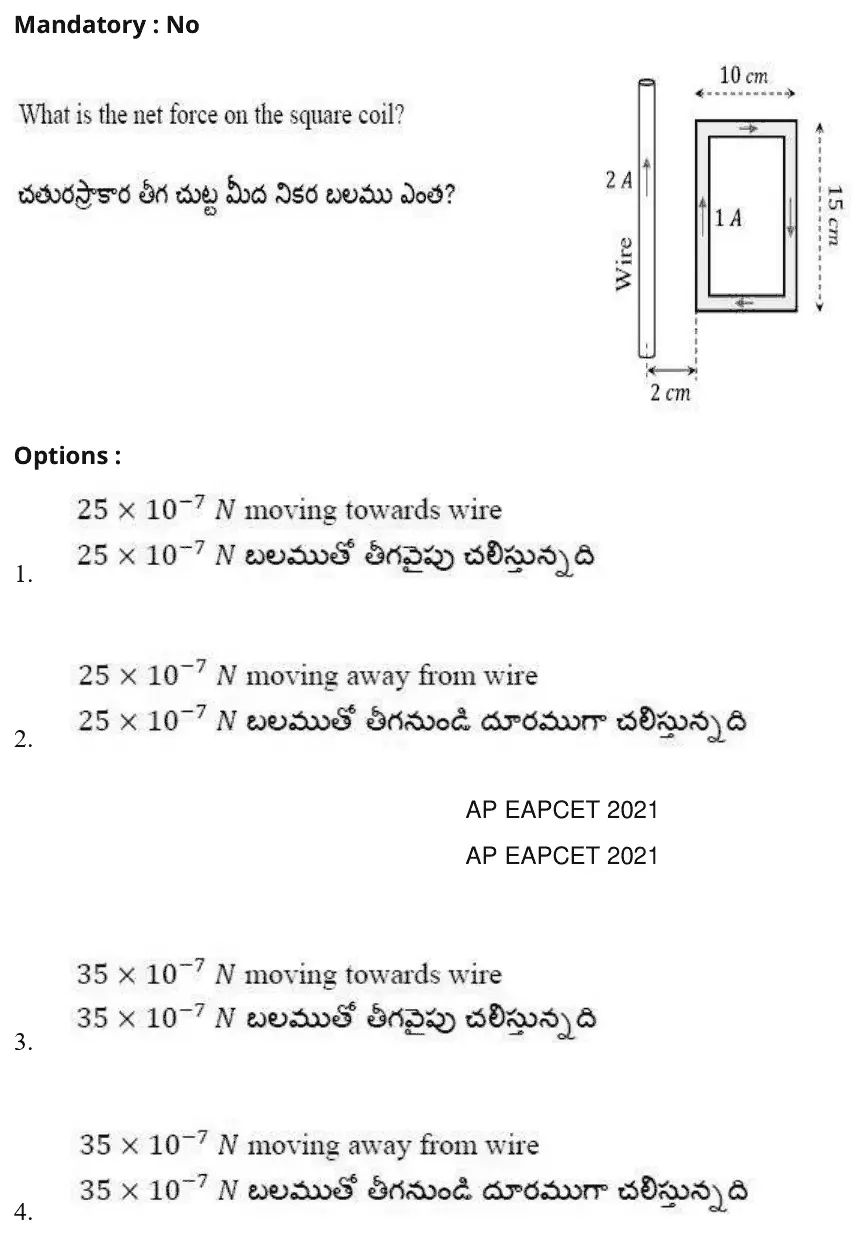 Mandatory : No
What is the net force on the square coil?
చతురస్రాకార తీగ చుట్ట మీద నికర బలము ఎంత?
10 cm
2 A
1 A
15 cm
Wire
2 cm
Options :
25 × 10⁻⁷ N moving towards wire
1. 25 × 10⁻⁷ N బలముతో తీగవైపు చలిస్తున్నది
25 × 10⁻⁷ N moving away from wire
2. 25 × 10⁻⁷ N బలముతో తీగనుండి దూరముగా చలిస్తున్నది
AP EAPCET 2021
AP EAPCET 2021
35 × 10⁻⁷ N moving towards wire
3. 35 × 10⁻⁷ N బలముతో తీగవైపు చలిస్తున్నది
35 × 10⁻⁷ N moving away from wire
4. 35 × 10⁻⁷ N బలముతో తీగనుండి దూరముగా చలిస్తున్నది